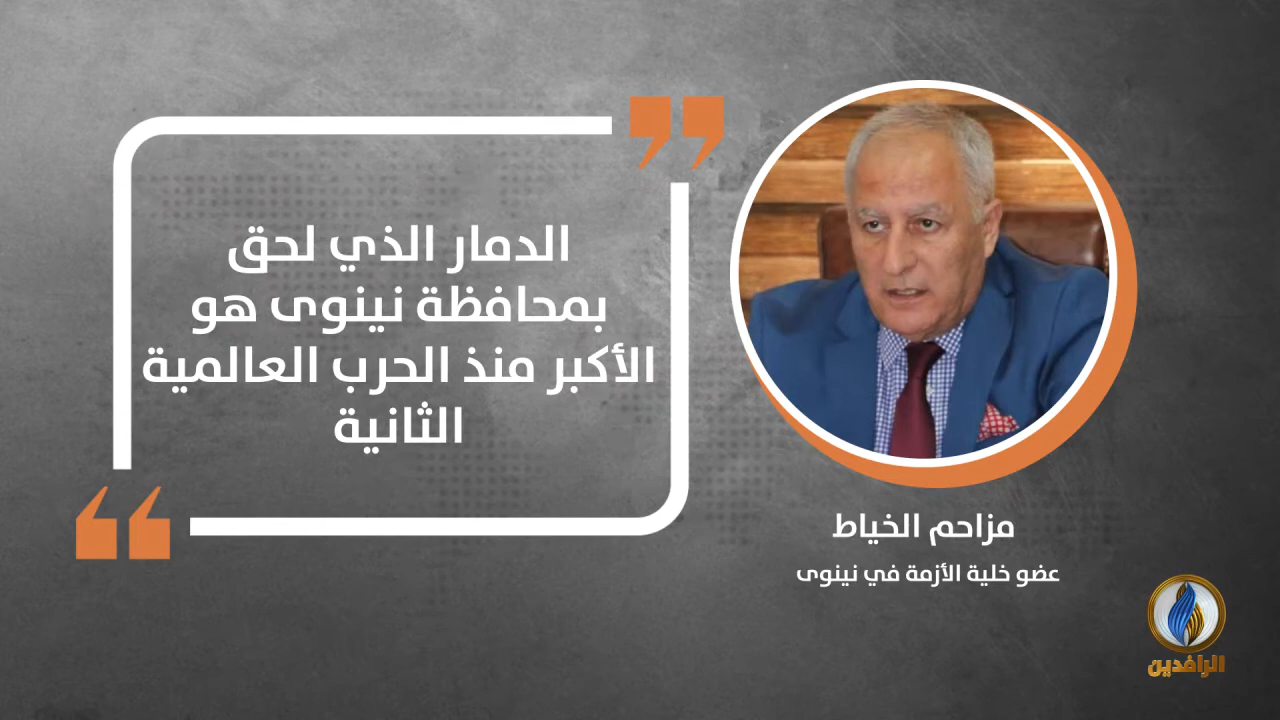 الدمار الذي لحق
بمحافظة نينوى هو
الأكبر منذ الحرب العالمية
الثانية
مزاحم الخياط
عضو خلية الأزمة في نينوى
الرافدين